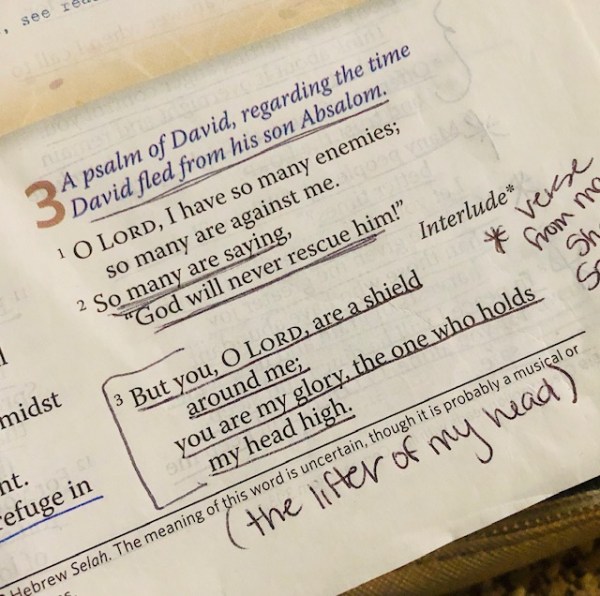 , see
3 A psalm of David, regarding the time
David fled from his son Absalom.
1 O LORD, I have so many enemies;
so many are against me.
2 So many are saying,
“God will never rescue him!” Interlude*
* verse
from
3 But you, O LORD, are a shield
around me;
you are my glory, the one who holds
my head high.
midst
nt.
refuge in
Hebrew Selah. The meaning of this word is uncertain, though it is probably a musical or
(the lifter of my head)